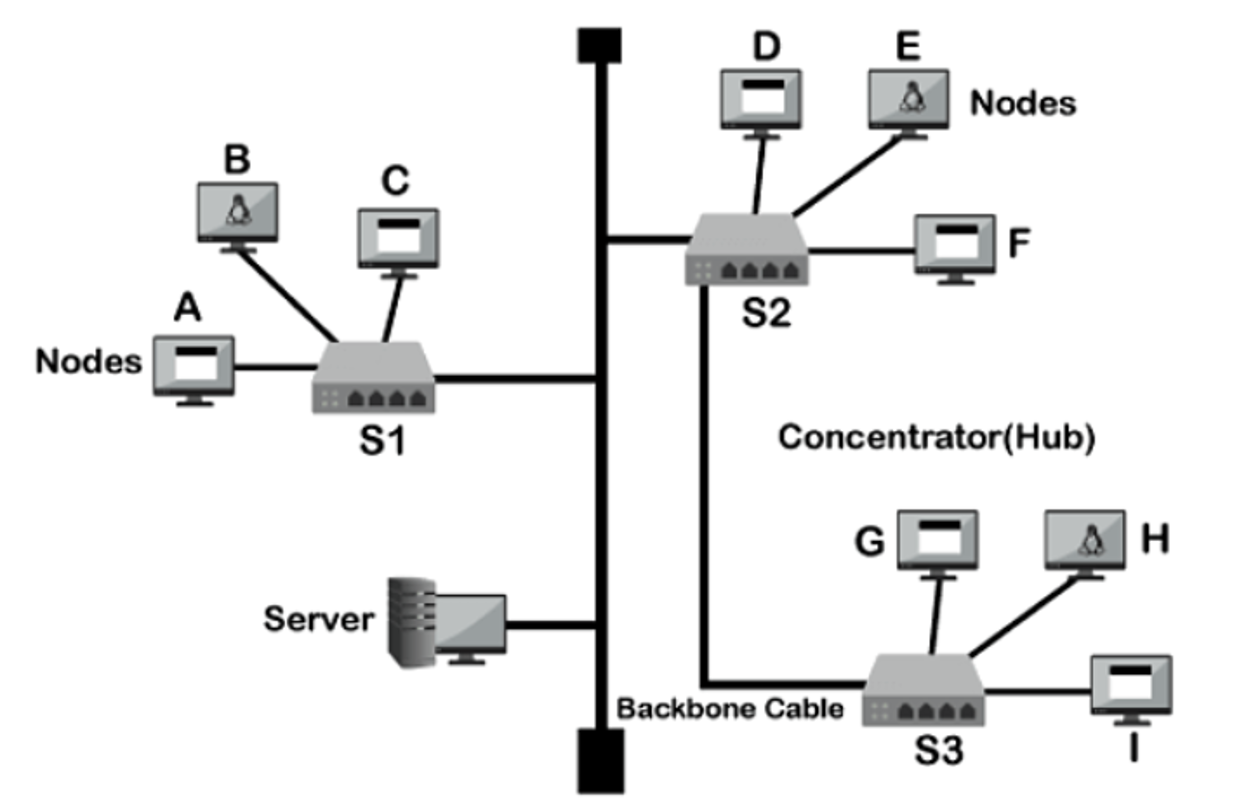 D
E
Nodes
B
C
F
A
S2
Nodes
S1
Concentrator(Hub)
G
H
Server
Backbone Cable
S3
I